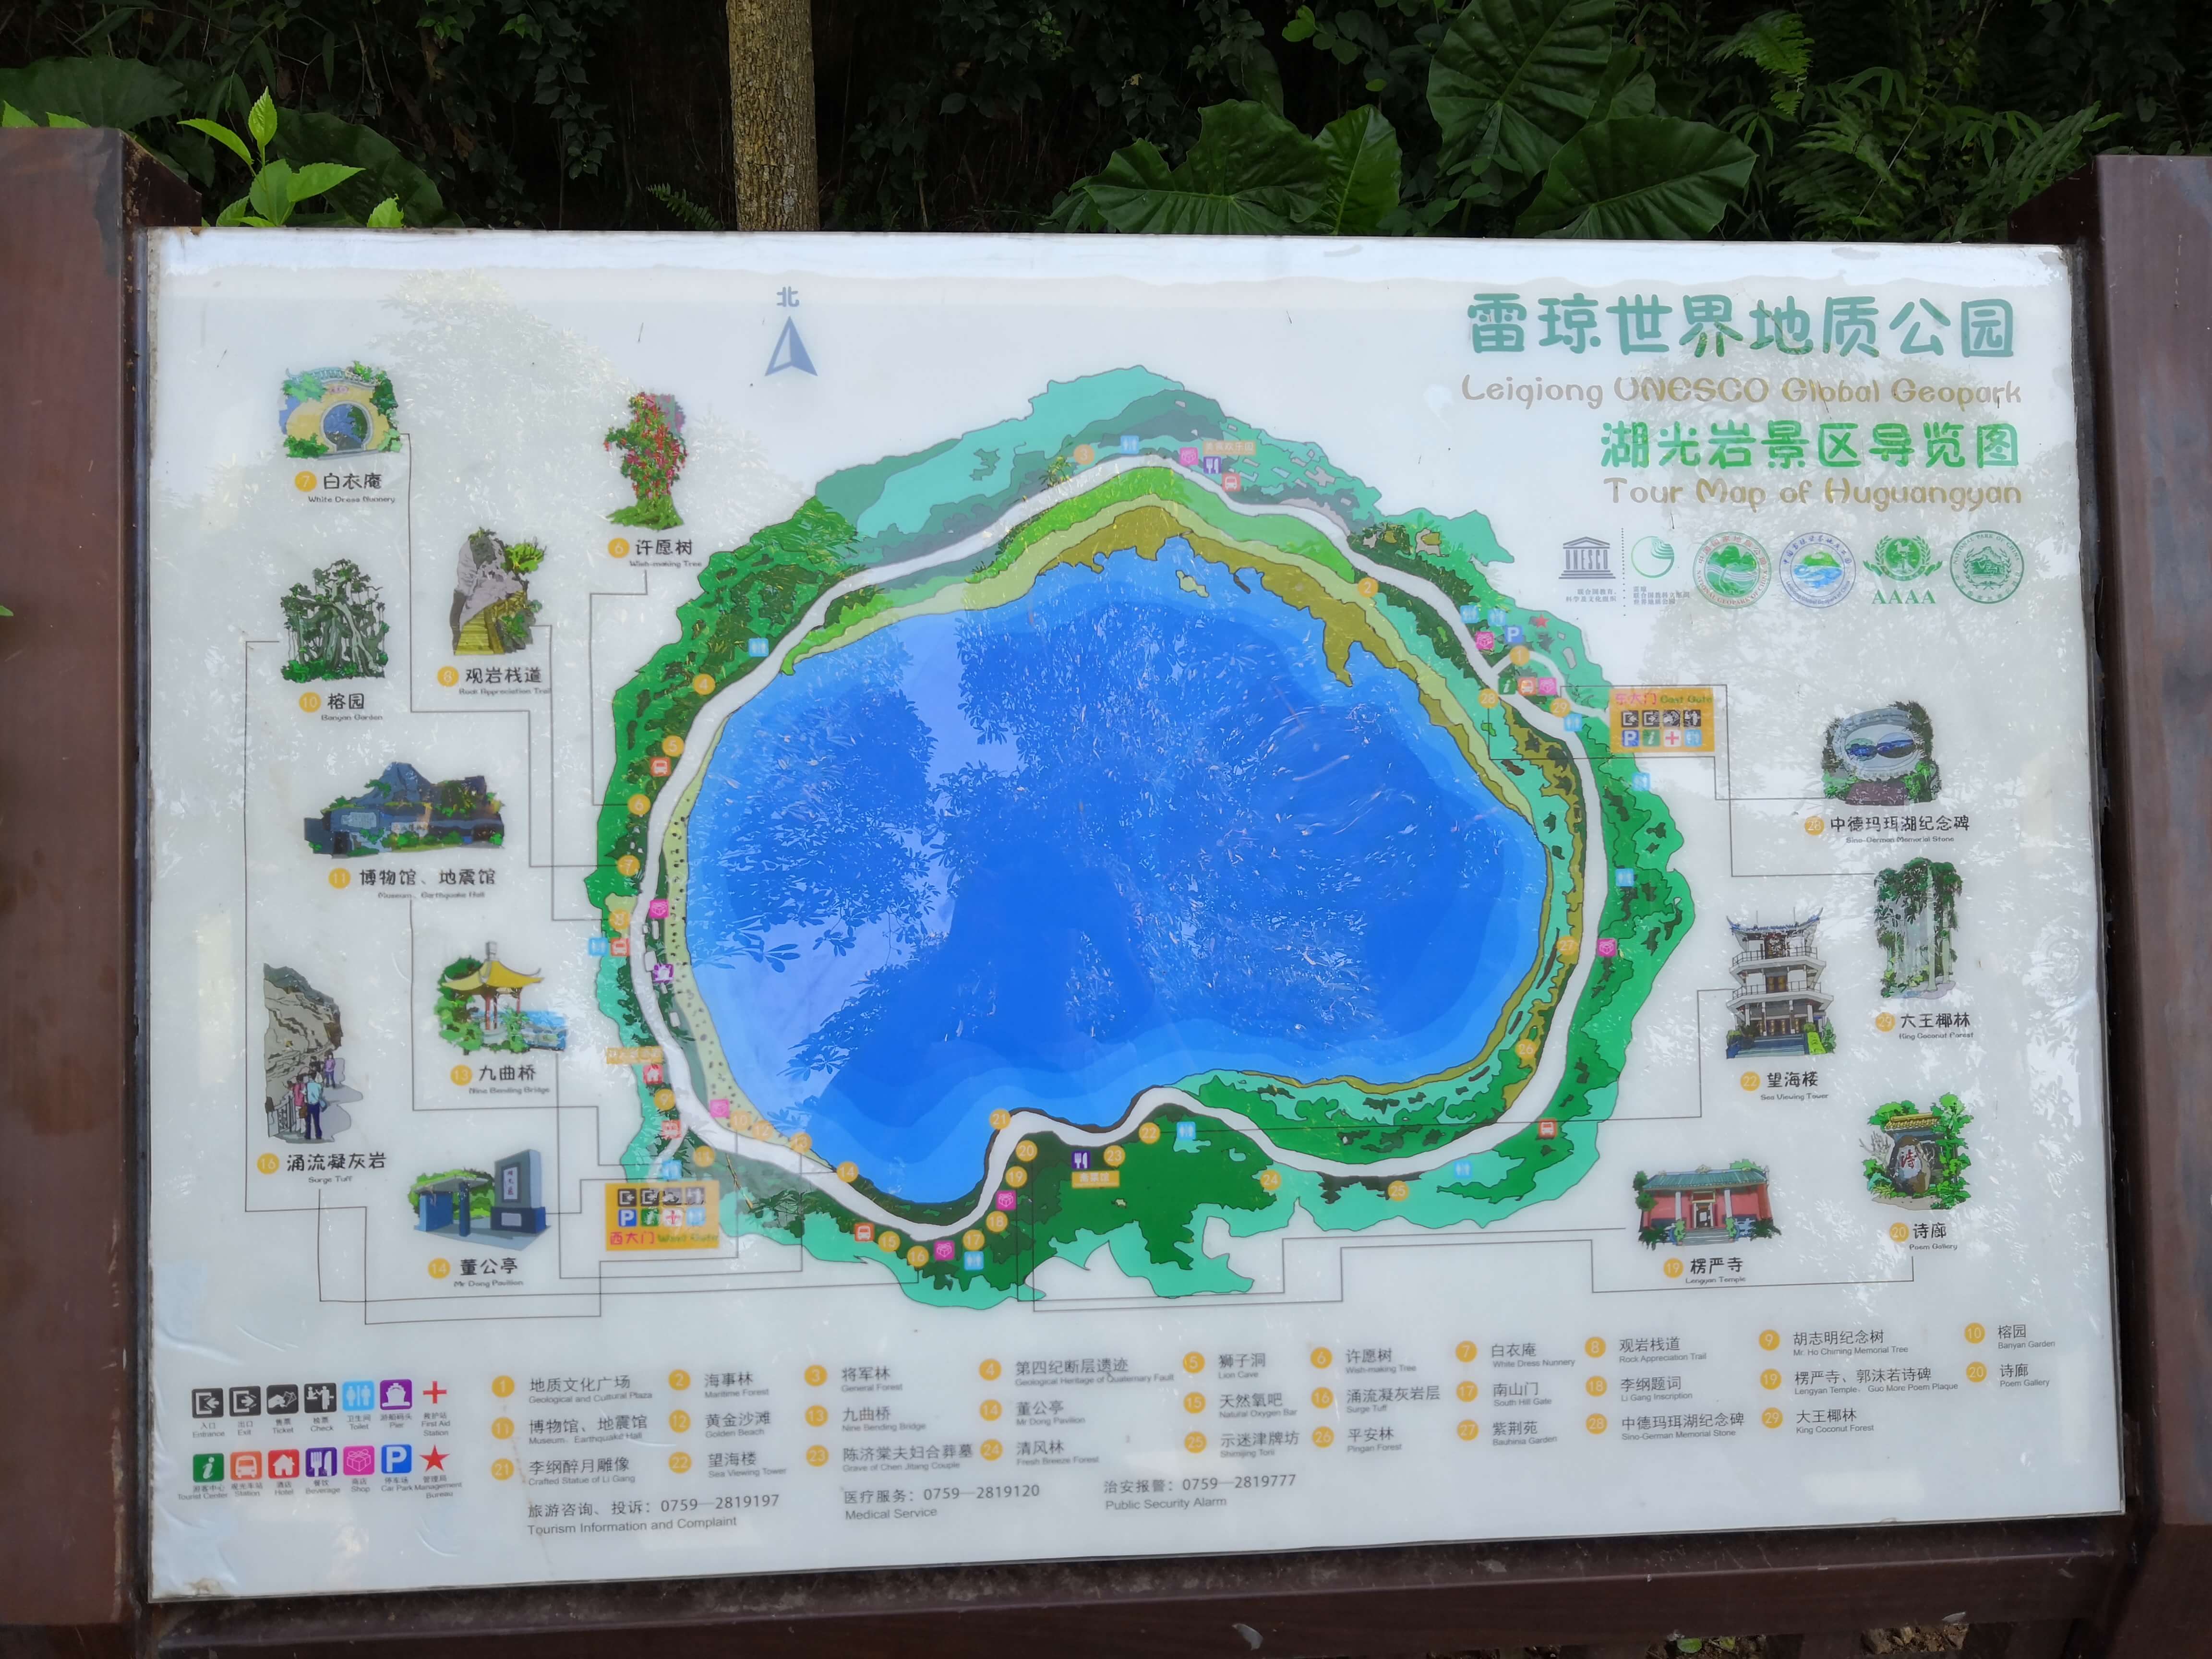 北
雷琼世界地质公园
Leiqiong UNESCO Global Geopark
湖光岩景区导览图
Tour Map of Huguangyan
UNESCO
AAAA
7 白衣庵
White Dress Nunnery
6 许愿树
Wish-making Tree
8 观岩栈道
Rock Appreciation Trail
10 榕园
Banyan Garden
11 博物馆、地震馆
Museum、Earthquake Hall
13 九曲桥
Nine Bending Bridge
16 涌流凝灰岩
Surge Tuff
14 董公亭
Mr Dong Pavilion
东大门 East Gate
西大门 West Gate
28 中德玛珥湖纪念碑
Sino-German Memorial Stone
29 大王椰林
King Coconut Forest
22 望海楼
Sea Viewing Tower
20 诗廊
Poem Gallery
诗
19 楞严寺
Lengyan Temple
入口 Entrance
出口 Exit
售票 Ticket
检票 Check
卫生间 Toilet
游船码头 Pier
救护站 First Aid Station
游客中心 Tourist Center
观光车站 Station
酒店 Hotel
餐饮 Beverage
商店 Shop
停车场 Car Park
管理局 Management Bureau
1 地质文化广场
Geological and Cultural Plaza
2 海事林
Maritime Forest
3 将军林
General Forest
4 第四纪断层遗迹
Geological Heritage of Quaternary Fault
5 狮子洞
Lion Cave
6 许愿树
Wish-making Tree
7 白衣庵
White Dress Nunnery
8 观岩栈道
Rock Appreciation Trail
9 胡志明纪念树
Mr. Ho Chiming Memorial Tree
10 榕园
Banyan Garden
11 博物馆、地震馆
Museum、Earthquake Hall
12 黄金沙滩
Golden Beach
13 九曲桥
Nine Bending Bridge
14 董公亭
Mr Dong Pavilion
15 天然氧吧
Natural Oxygen Bar
16 涌流凝灰岩层
Surge Tuff
17 南山门
South Hill Gate
18 李纲题词
Li Gang Inscription
19 楞严寺、郭沫若诗碑
Lengyan Temple、Guo More Poem Plaque
20 诗廊
Poem Gallery
21 李纲醉月雕像
Crafted Statue of Li Gang
22 望海楼
Sea Viewing Tower
23 陈济棠夫妇合葬墓
Grave of Chen Jitang Couple
24 清风林
Fresh Breeze Forest
25 示迷津牌坊
Shimijing Torii
26 平安林
Pingan Forest
27 紫荆苑
Bauhinia Garden
28 中德玛珥湖纪念碑
Sino-German Memorial Stone
29 大王椰林
King Coconut Forest
旅游咨询、投诉：0759—2819197
Tourism Information and Complaint
医疗服务：0759—2819120
Medical Service
治安报警：0759—2819777
Public Security Alarm